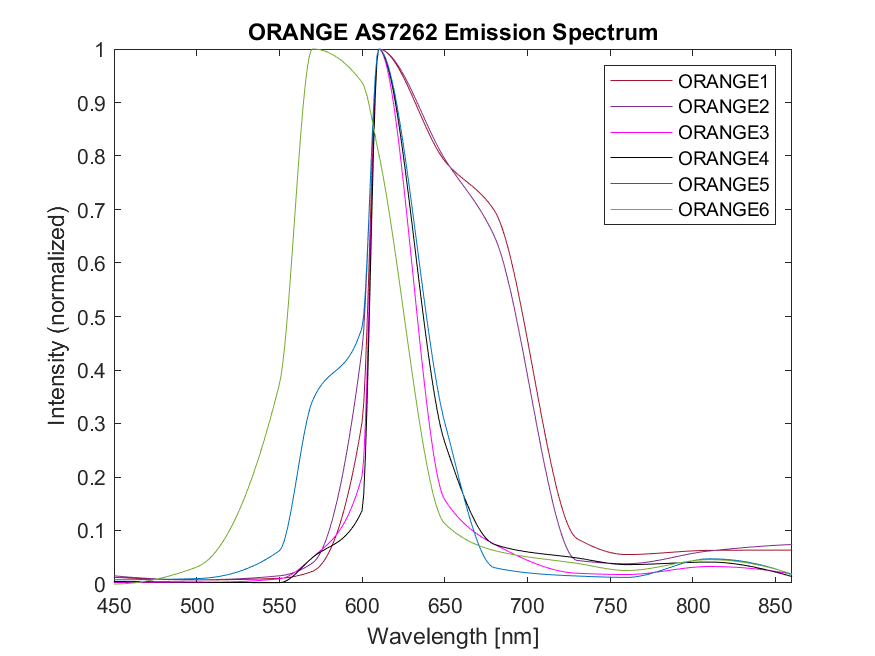 ORANGE AS7262 Emission Spectrum
Intensity (normalized)
1
0.9
0.8
0.7
0.6
0.5
0.4
0.3
0.2
0.1
0
ORANGE1
ORANGE2
ORANGE3
ORANGE4
ORANGE5
ORANGE6
450 500 550 600 650 700 750 800 850
Wavelength [nm]